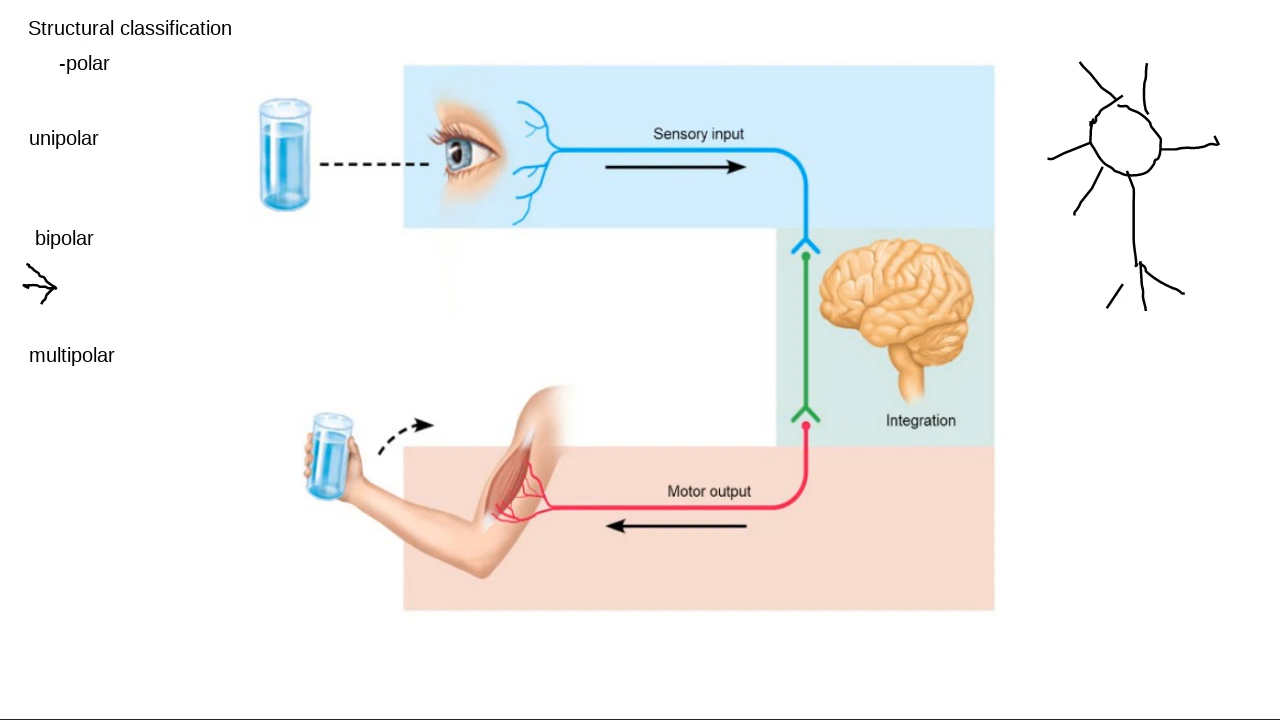 Structural classification
-polar
unipolar
bipolar
multipolar
Sensory input
Integration
Motor output